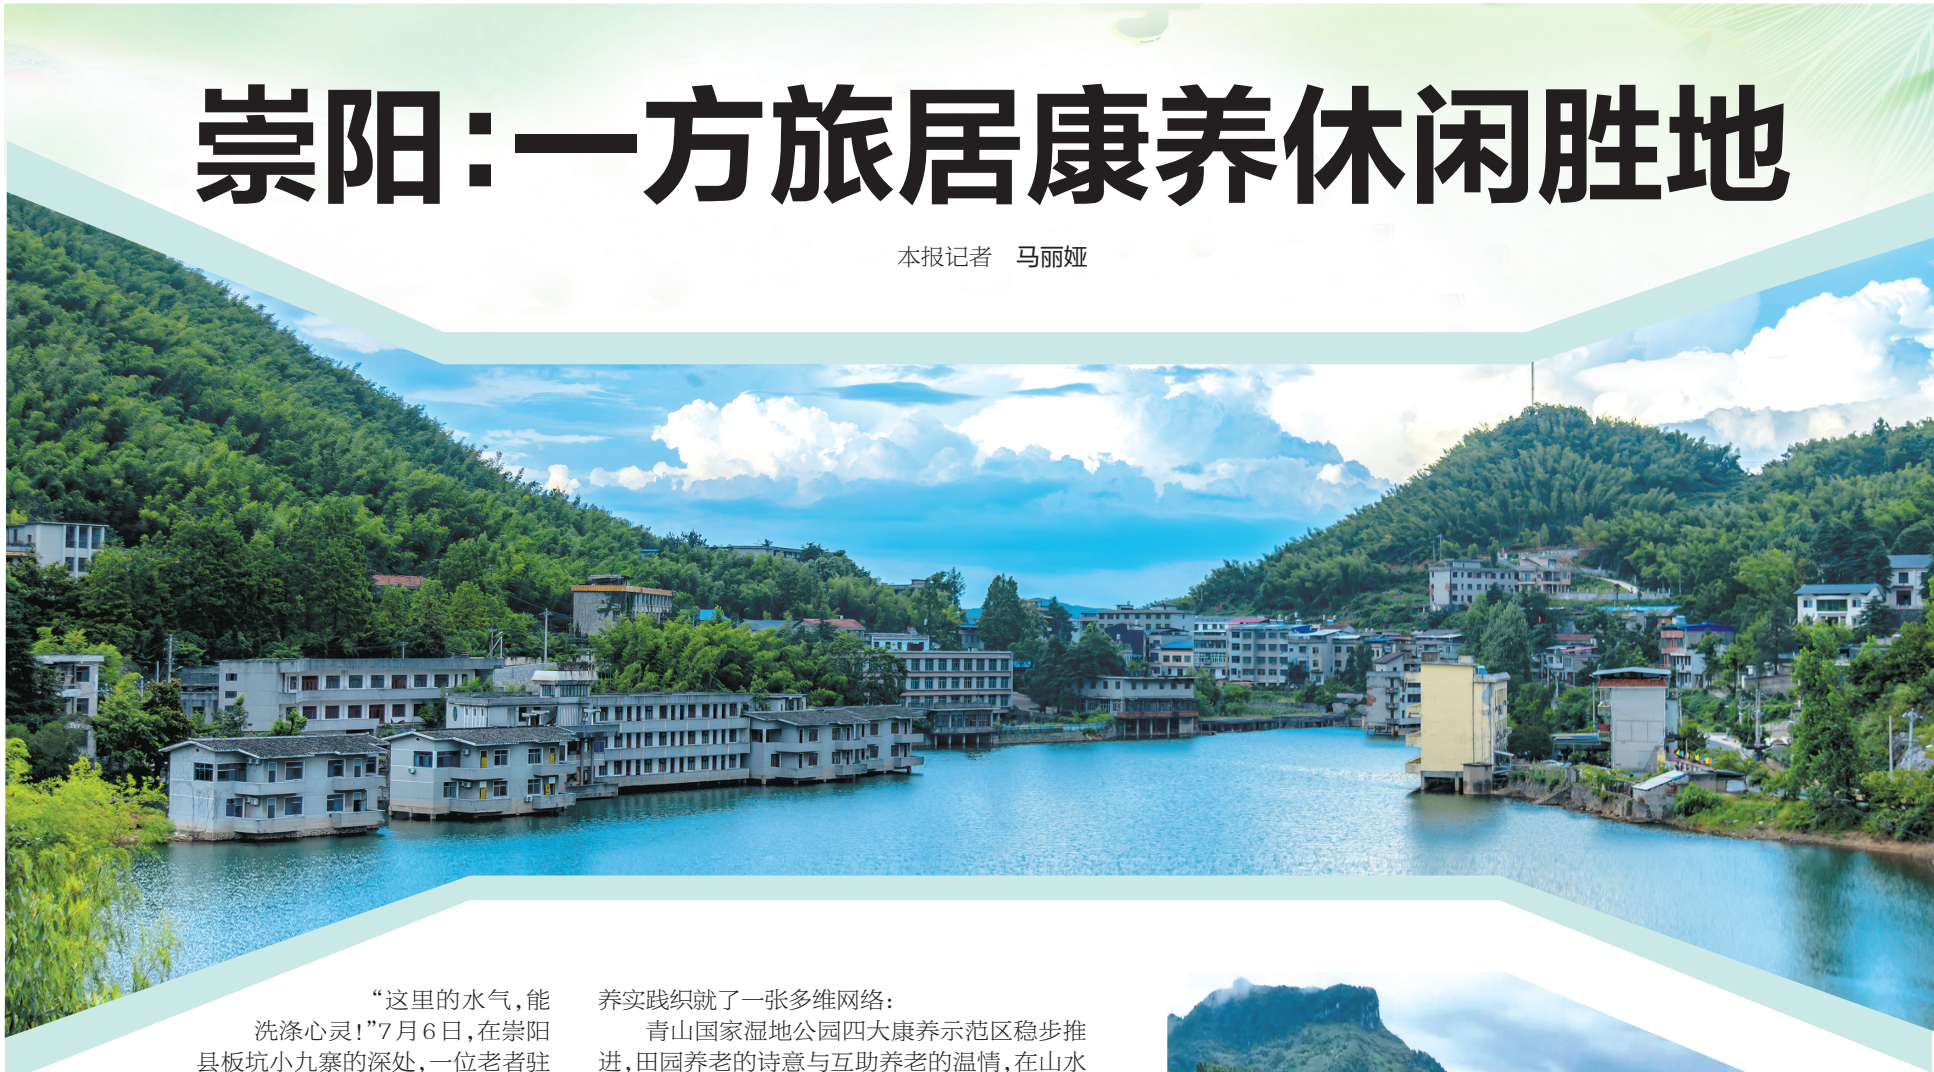 崇阳：一方旅居康养休闲胜地
本报记者 马丽娅
“这里的水气，能
洗涤心灵！”7月6日，在崇阳
县板坑小九寨的深处，一位老者驻
养实践织就了一张多维网络：
青山国家湿地公园四大康养示范区稳步推
进，田园养老的诗意与互助养老的温情，在山水